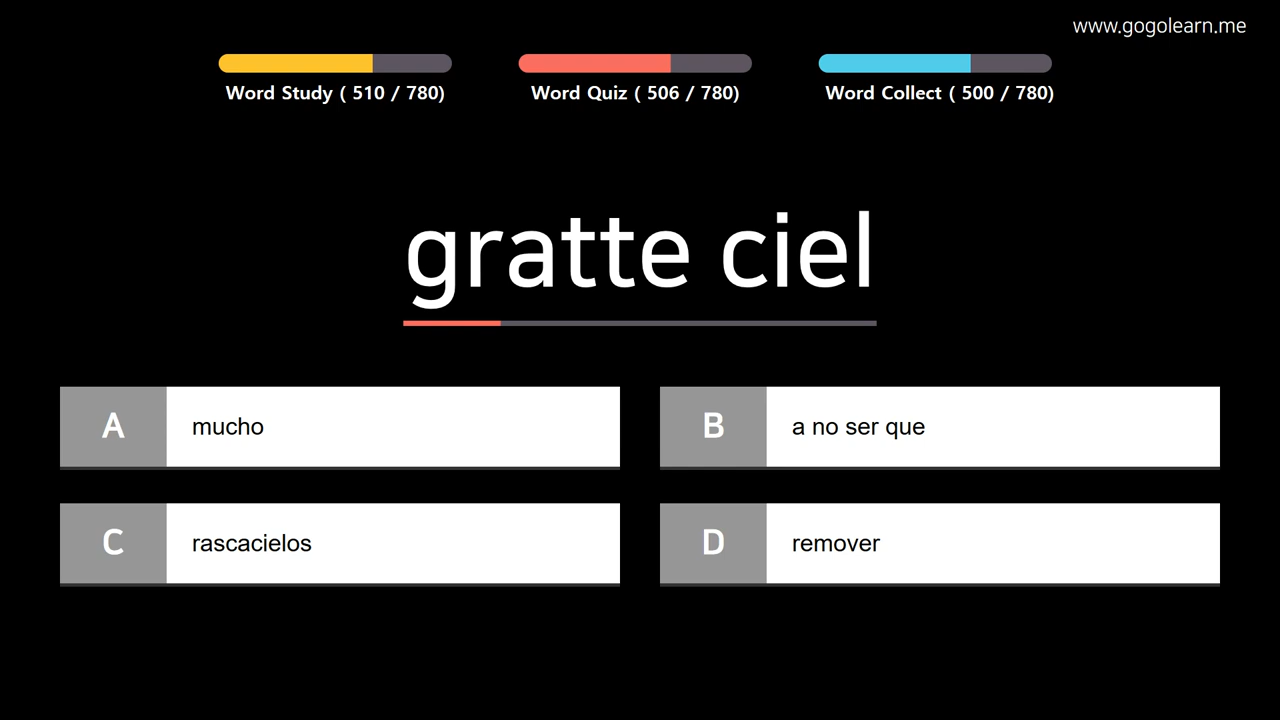 www.gogolearn.me
Word Study ( 510 / 780)
Word Quiz ( 506 / 780)
Word Collect ( 500 / 780)
gratte ciel
A mucho
B a no ser que
C rascacielos
D remover